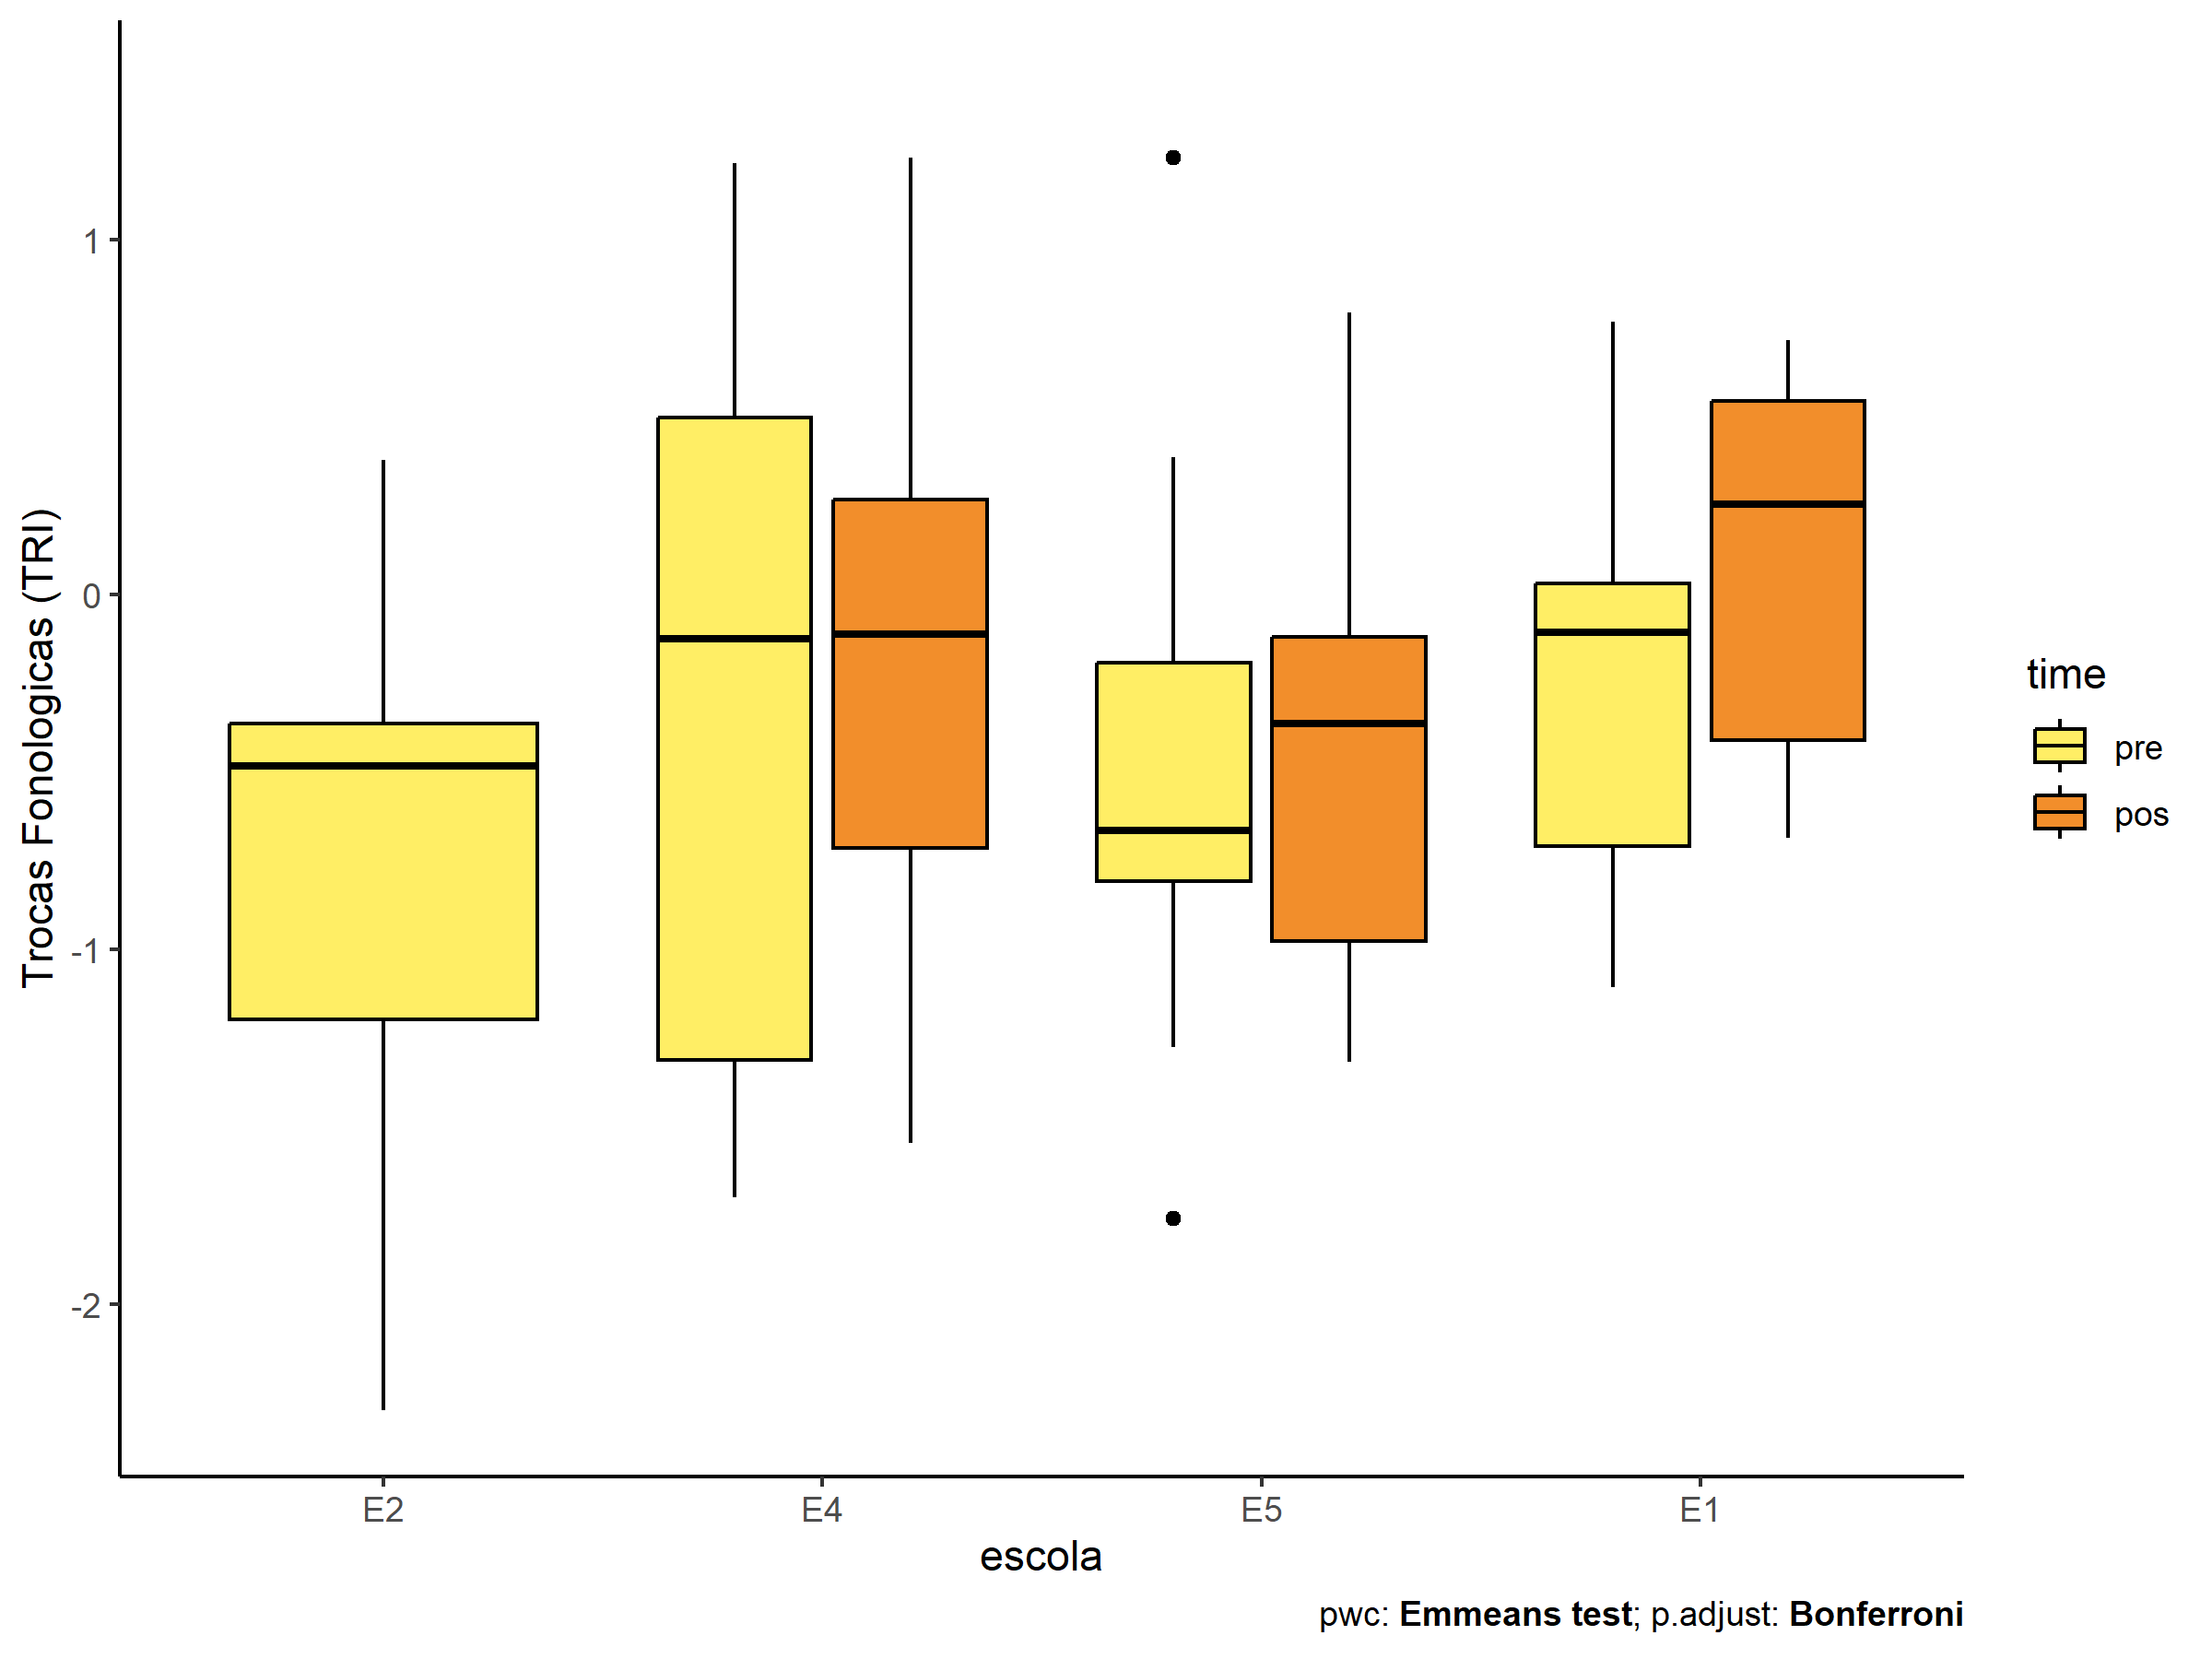 Trocas Fonologicas (TRI)
1
0
-1
-2
E2
E4
E5
E1
escola
time
pre
pos
pwc: Emmeans test; p.adjust: Bonferroni